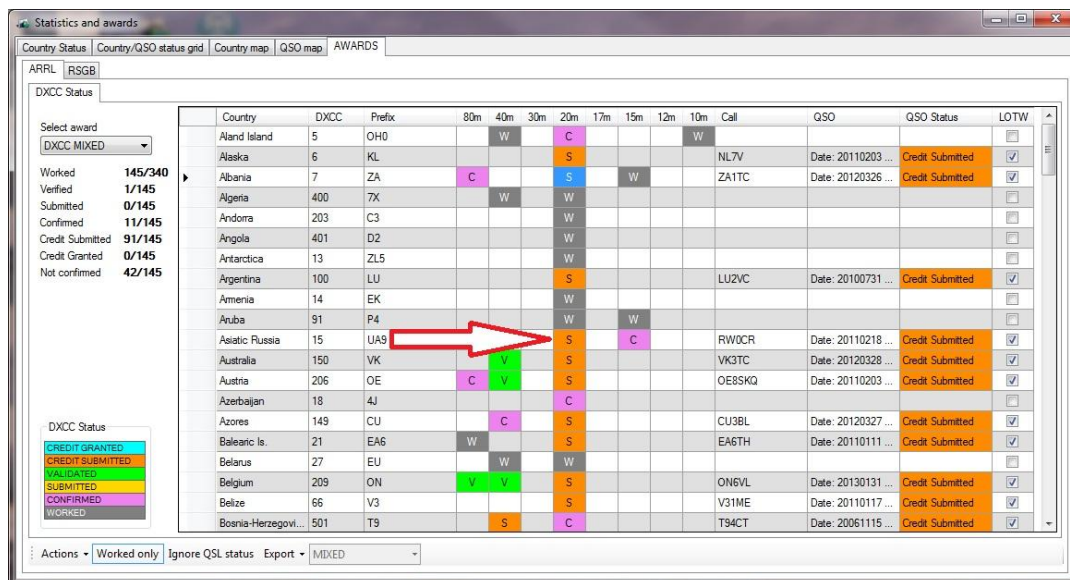 Statistics and awards
Country Status Country/QSO status grid Country map QSO map AWARDS
ARRL RSGB
DXCC Status
Select award
DXCC MIXED
Worked 145/340
Verified 1/145
Submitted 0/145
Confirmed 11/145
Credit Submitted 91/145
Credit Granted 0/145
Not confirmed 42/145
DXCC Status
CREDIT GRANTED
CREDIT SUBMITTED
VALIDATED
SUBMITTED
CONFIRMED
WORKED
Country DXCC Prefix 80m 40m 30m 20m 17m 15m 12m 10m Call QSO QSO Status LOTW
Aland Island 5 OH0 W C W
Alaska 6 KL S NL7V Date: 20110203 ... Credit Submitted
Albania 7 ZA C S W ZA1TC Date: 20120326 ... Credit Submitted
Algeria 400 7X W W
Andorra 203 C3 W
Angola 401 D2 W
Antarctica 13 ZL5 W
Argentina 100 LU S LU2VC Date: 20100731 ... Credit Submitted
Armenia 14 EK W
Aruba 91 P4 W W
Asiatic Russia 15 UA9 S C RW0CR Date: 20110218 ... Credit Submitted
Australia 150 VK V S VK3TC Date: 20120328 ... Credit Submitted
Austria 206 OE C V S OE8SKQ Date: 20110203 ... Credit Submitted
Azerbaijan 18 4J C
Azores 149 CU C S CU3BL Date: 20120327 ... Credit Submitted
Balearic Is. 21 EA6 W S EA6TH Date: 20110111 ... Credit Submitted
Belarus 27 EU W W
Belgium 209 ON V V S ON6VL Date: 20130131 ... Credit Submitted
Belize 66 V3 S V31ME Date: 20110117 ... Credit Submitted
Bosnia-Herzegovi... 501 T9 S C T94CT Date: 20061115 ... Credit Submitted
Actions Worked only Ignore QSL status Export MIXED